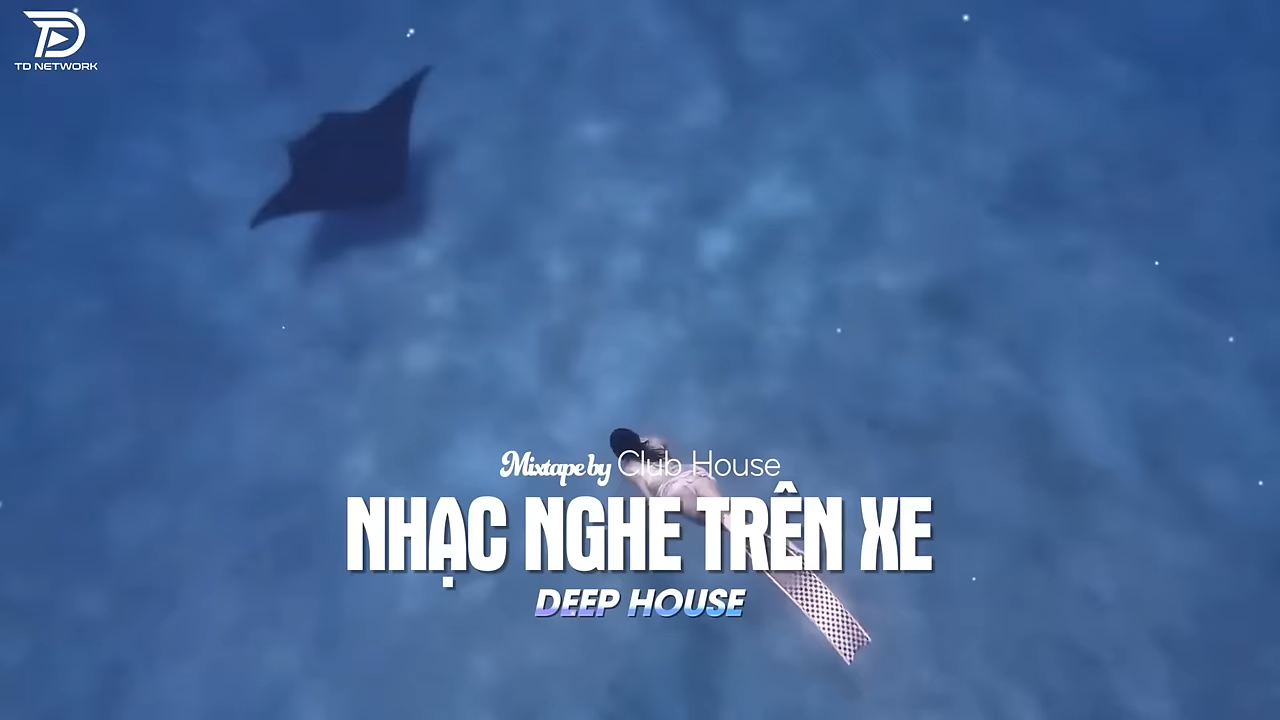 TD NETWORK
Mixtape by Club House
NHẠC NGHE TRÊN XE
DEEP HOUSE